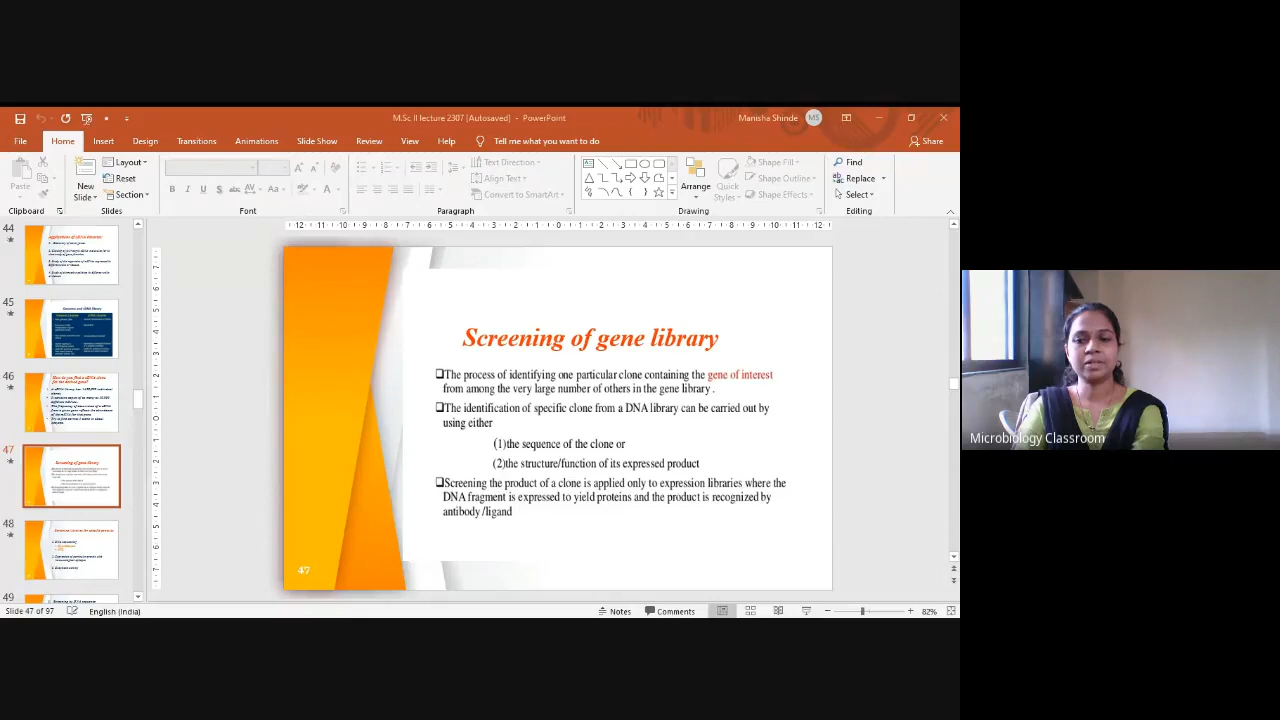 M.Sc II lecture 2307 [Autosaved] - PowerPoint
Manisha Shinde
MS
File
Home
Insert
Design
Transitions
Animations
Slide Show
Review
View
Help
Tell me what you want to do
Share
Paste
New
Slide
Layout
Reset
Section
Text Direction
Align Text
Convert to SmartArt
Arrange
Quick
Styles
Shape Fill
Shape Outline
Shape Effects
Find
Replace
Select
Clipboard
Slides
Font
Paragraph
Drawing
Editing
44
45
46
47
48
49
Screening of gene library
The process of identifying one particular clone containing the gene of interest
from among the very large number of others in the gene library .
The identification of specific clone from a DNA library can be carried out by
using either
(1)the sequence of the clone or
(2)the structure/function of its expressed product
Screening the product of a clone is applied only to expression libraries where the
DNA fragment is expressed to yield proteins and the product is recognized by
antibody /ligand
47
Microbiology Classroom
Slide 47 of 97
English (India)
Notes
Comments
82%